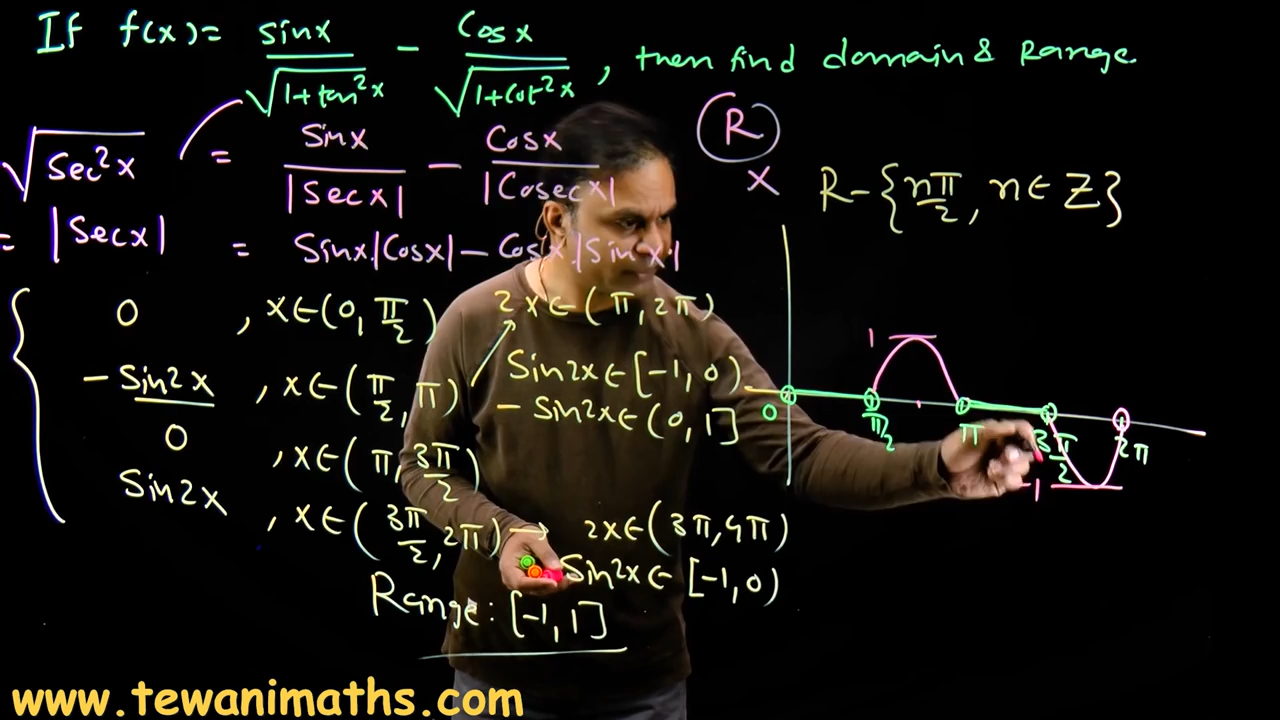 If f(x) = sinx/√(1+tan²x) − Cosx/√(1+Cot²x), then find domain & Range.
√(Sec²x) = Sinx/|Secx| − Cosx/|Cosecx|
R
× R − {nπ/2, n∈Z}
= |Secx| = Sinx|Cosx| − Cosx|Sinx|
0 , x∈(0, π/2) 2x∈(π, 2π)
−Sin2x , x∈(π/2, π) Sin2x∈[−1, 0)
−Sin2x∈(0, 1]
0 , x∈(π, 3π/2)
Sin2x , x∈(3π/2, 2π) → 2x∈(3π, 4π)
Sin2x∈[−1, 0)
Range: [−1, 1]
1
0 π/2 π 3π/2 2π
−1
www.tewanimaths.com